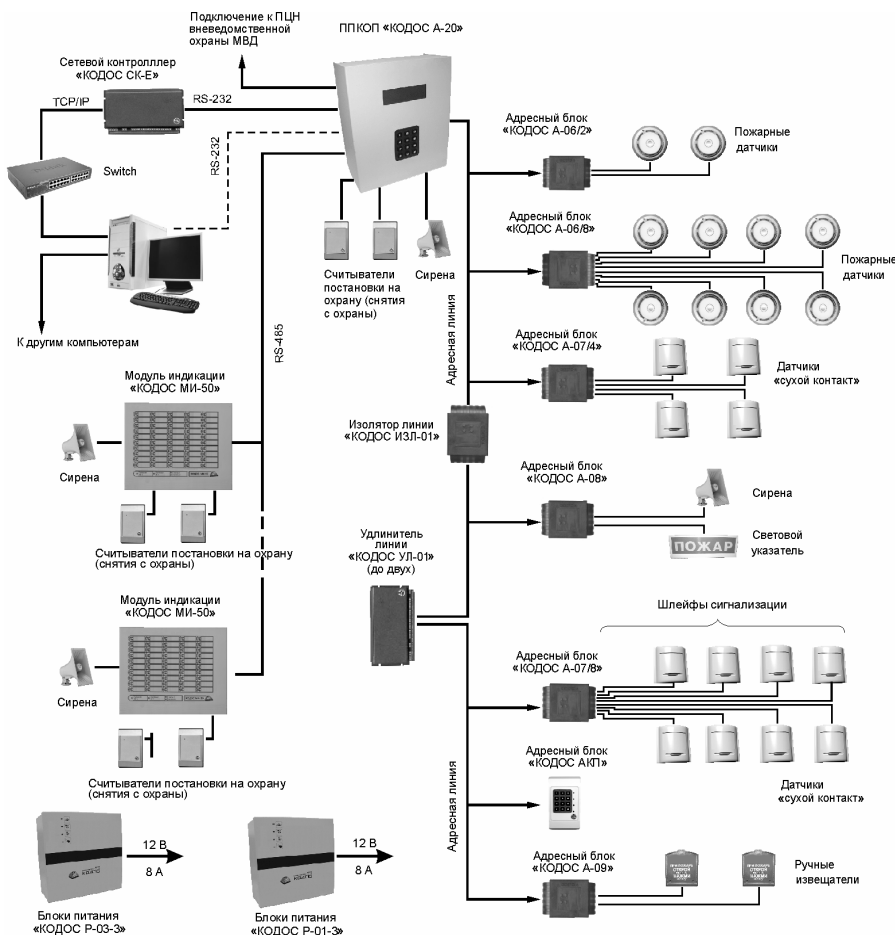 Подключение к ПЦН
вневедомственной
охраны МВД
ППКОП «КОДОС А-20»
Сетевой контролллер
«КОДОС СК-Е»
TCP/IP
RS-232
RS-232
Switch
К другим компьютерам
Считыватели
постановки на
охрану (снятия
с охраны)
Сирена
RS-485
Адресная линия
Адресный блок
«КОДОС А-06/2»
Пожарные
датчики
Адресный блок
«КОДОС А-06/8»
Пожарные
датчики
Адресный блок
«КОДОС А-07/4»
Датчики
«сухой контакт»
Модуль индикации
«КОДОС МИ-50»
Сирена
Считыватели постановки на охрану
(снятия с охраны)
Изолятор линии
«КОДОС ИЗЛ-01»
Адресный блок
«КОДОС А-08»
Сирена
ПОЖАР
Световой
указатель
Удлинитель
линии
«КОДОС УЛ-01»
(до двух)
Модуль индикации
«КОДОС МИ-50»
Сирена
Считыватели постановки на охрану
(снятия с охраны)
Шлейфы сигнализации
Адресный блок
«КОДОС А-07/8»
Датчики
«сухой контакт»
Адресная линия
Адресный блок
«КОДОС АКП»
Адресный блок
«КОДОС А-09»
Ручные
извещатели
12 В
8 А
Блоки питания
«КОДОС Р-03-3»
12 В
8 А
Блоки питания
«КОДОС Р-01-3»